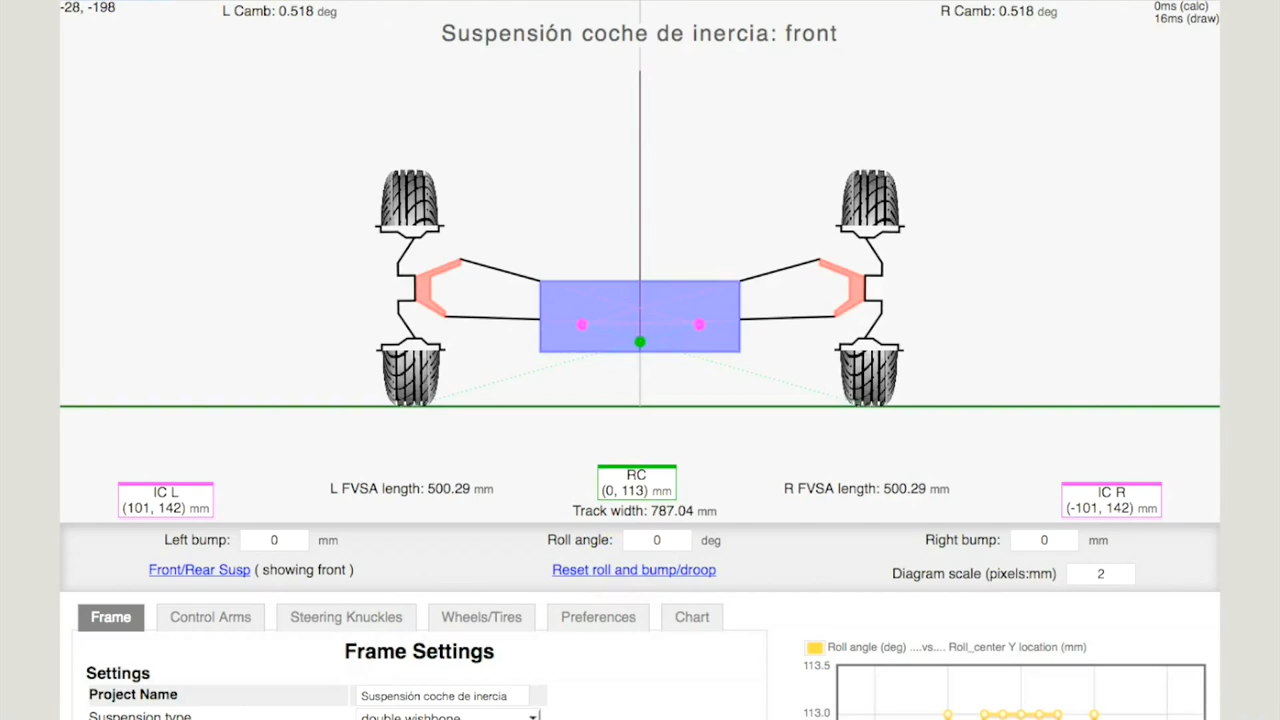 -28, -198
L Camb: 0.518 deg
R Camb: 0.518 deg
0ms (calc)
16ms (draw)
Suspensión coche de inercia: front
RC
(0, 113) mm
IC L
(101, 142) mm
L FVSA length: 500.29 mm
R FVSA length: 500.29 mm
IC R
(-101, 142) mm
Track width: 787.04 mm
Left bump: 0 mm
Roll angle: 0 deg
Right bump: 0 mm
Front/Rear Susp ( showing front )
Reset roll and bump/droop
Diagram scale (pixels:mm) 2
Frame
Control Arms
Steering Knuckles
Wheels/Tires
Preferences
Chart
Frame Settings
Settings
Project Name Suspensión coche de inercia
Suspension type double wishbone
Roll angle (deg) ....vs.... Roll_center Y location (mm)
113.5
113.0